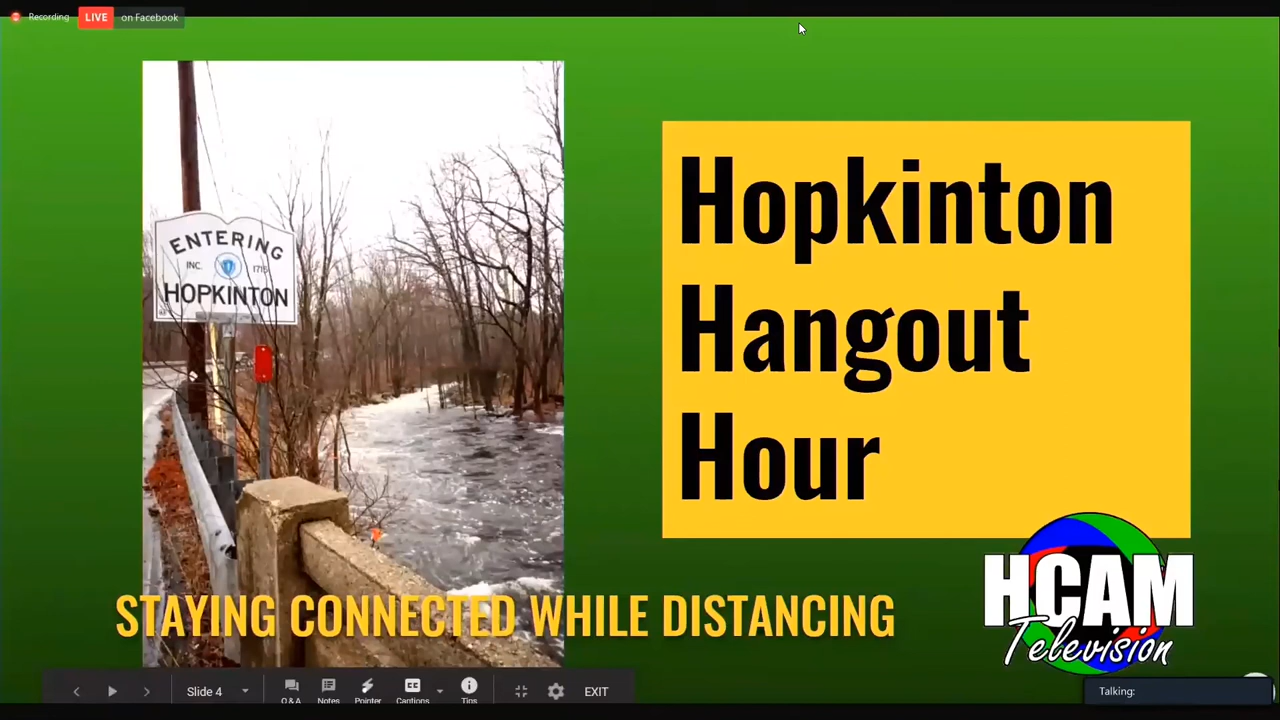 Recording
LIVE on Facebook
ENTERING
INC. 1715
HOPKINTON
Hopkinton
Hangout
Hour
STAYING CONNECTED WHILE DISTANCING
HCAM
Television
Slide 4
Q & A
Notes
Pointer
Captions
Tips
EXIT
Talking: